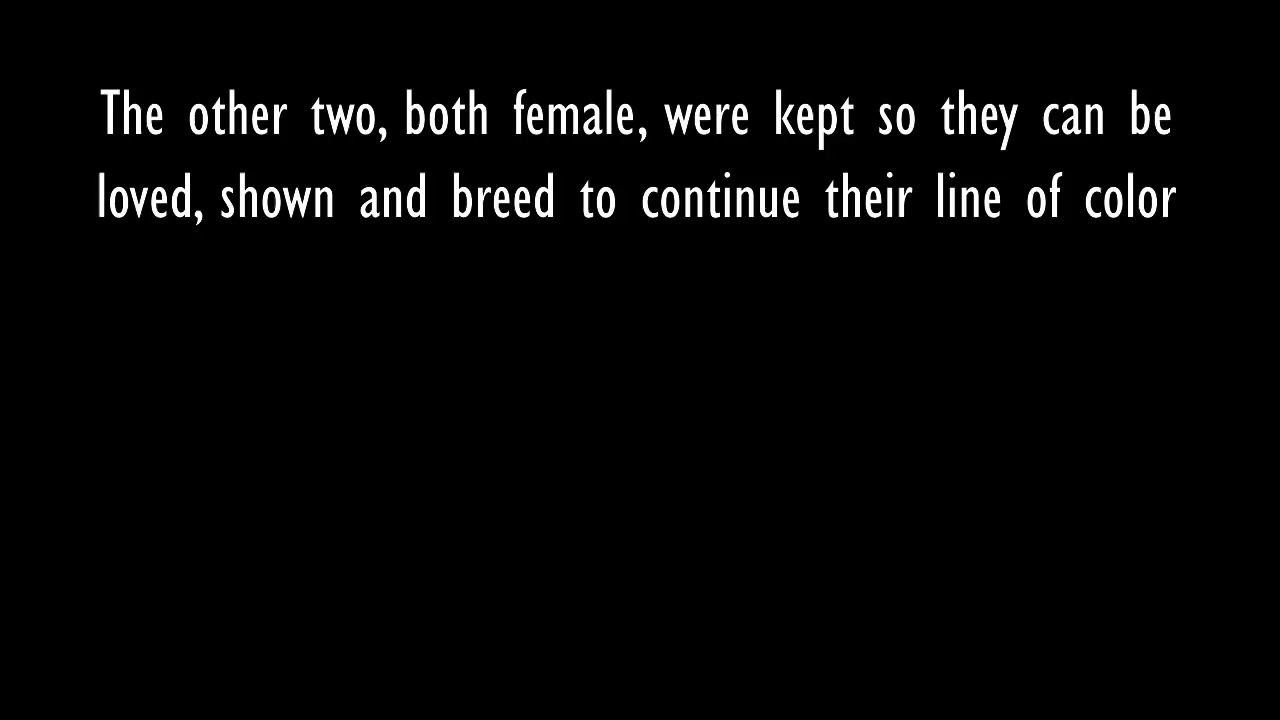 The other two, both female, were kept so they can be
loved, shown and breed to continue their line of color